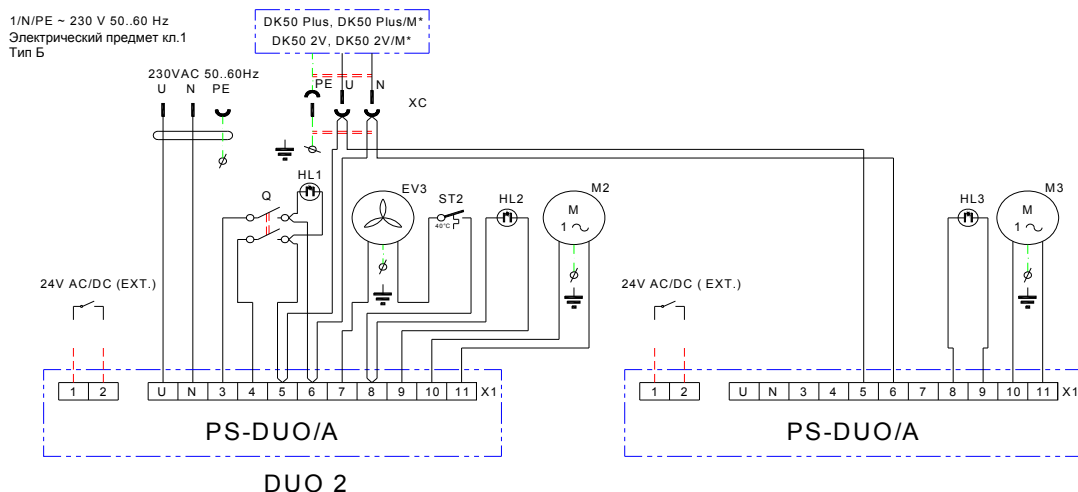 1/N/PE ~ 230 V 50..60 Hz
Электрический предмет кл.1
Тип Б
DK50 Plus, DK50 Plus/M*
DK50 2V, DK50 2V/M*
230VAC 50..60Hz
U N PE
PE U N
XC
Q
HL1
EV3
ST2
40°C
HL2
M2
M
1
HL3
M3
M
1
24V AC/DC (EXT.)
24V AC/DC ( EXT.)
1 2 U N 3 4 5 6 7 8 9 10 11 X1
1 2 U N 3 4 5 6 7 8 9 10 11 X1
PS-DUO/A
PS-DUO/A
DUO 2